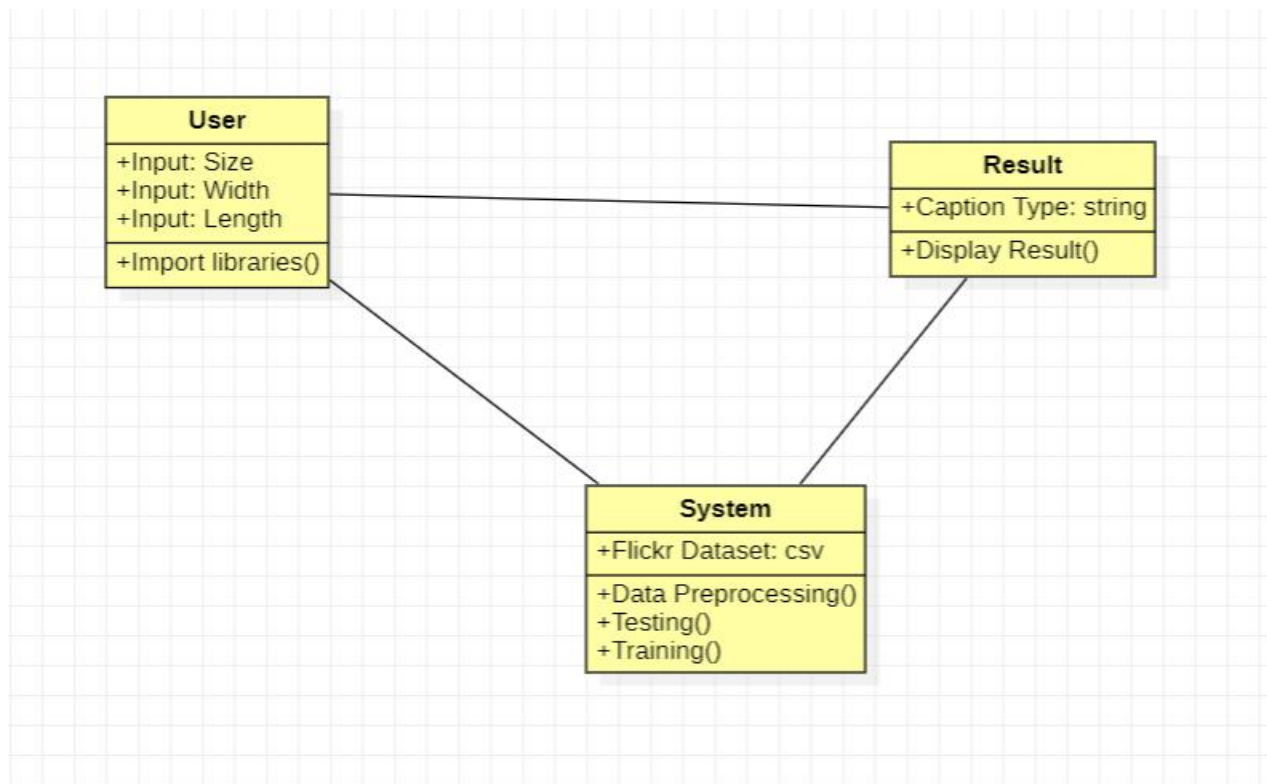 User
+Input: Size
+Input: Width
+Input: Length
+Import libraries()
Result
+Caption Type: string
+Display Result()
System
+Flickr Dataset: csv
+Data Preprocessing()
+Testing()
+Training()